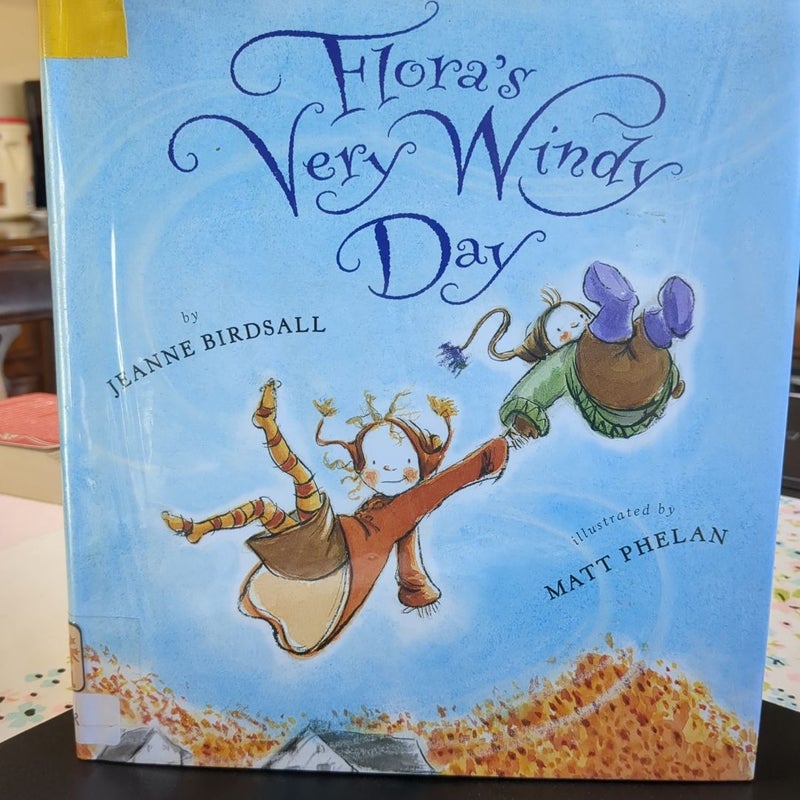 Flora's
Very Windy
Day
by
JEANNE BIRDSALL
illustrated by
MATT PHELAN